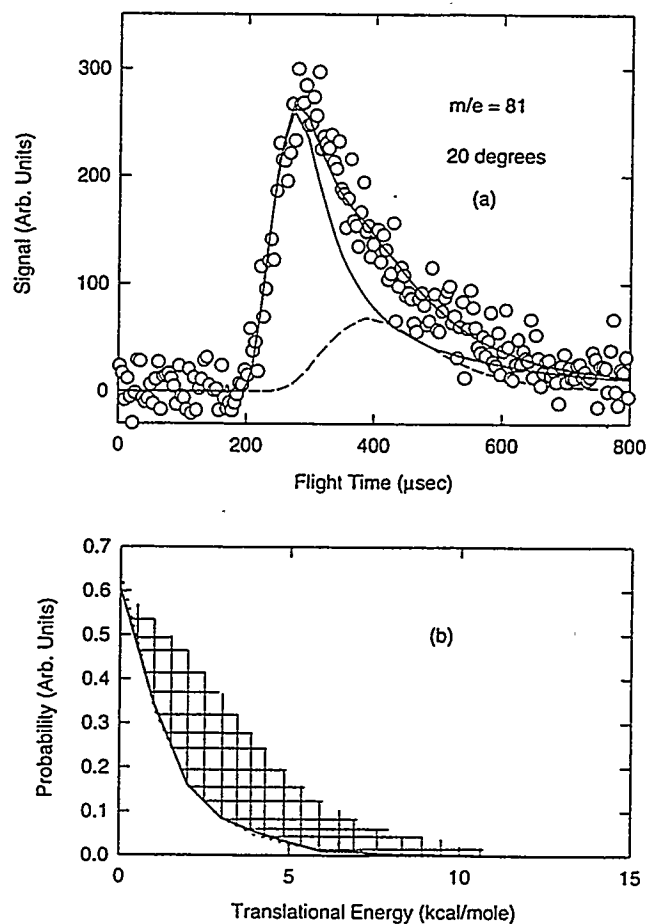 300
200
100
0
Signal (Arb. Units)
m/e = 81
20 degrees
(a)
0
200
400
600
800
Flight Time (μsec)
0.7
0.6
0.5
0.4
0.3
0.2
0.1
0.0
Probability (Arb. Units)
(b)
0
5
10
15
Translational Energy (kcal/mole)